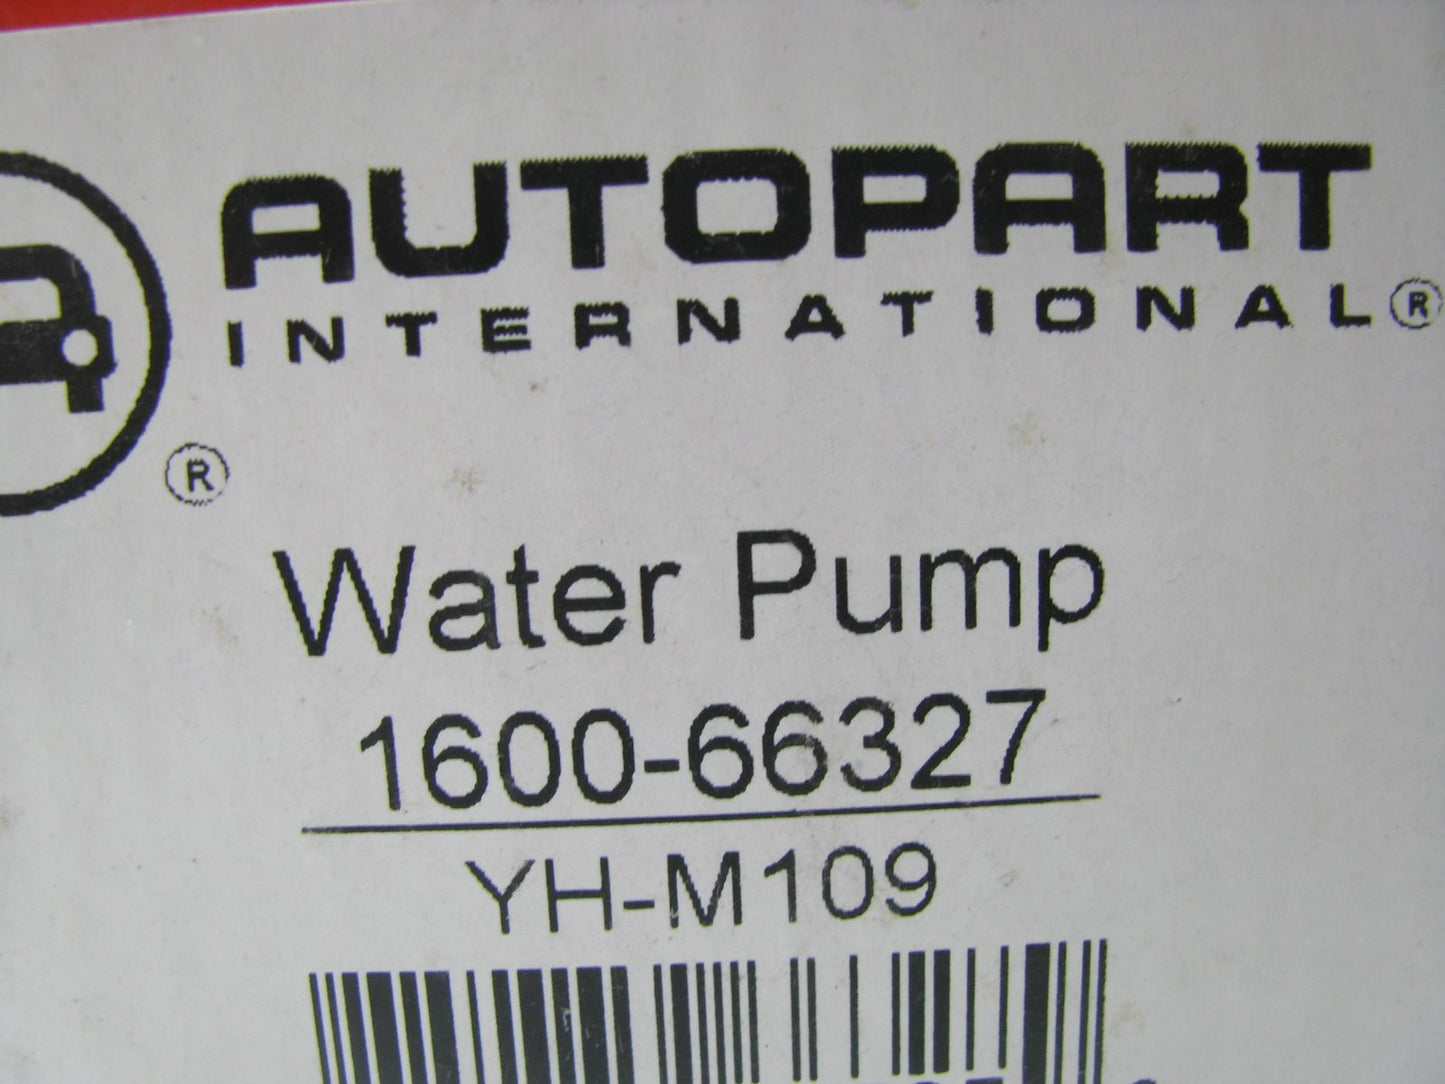 AUTOPART
INTERNATIONAL®
®
Water Pump
1600-66327
YH-M109